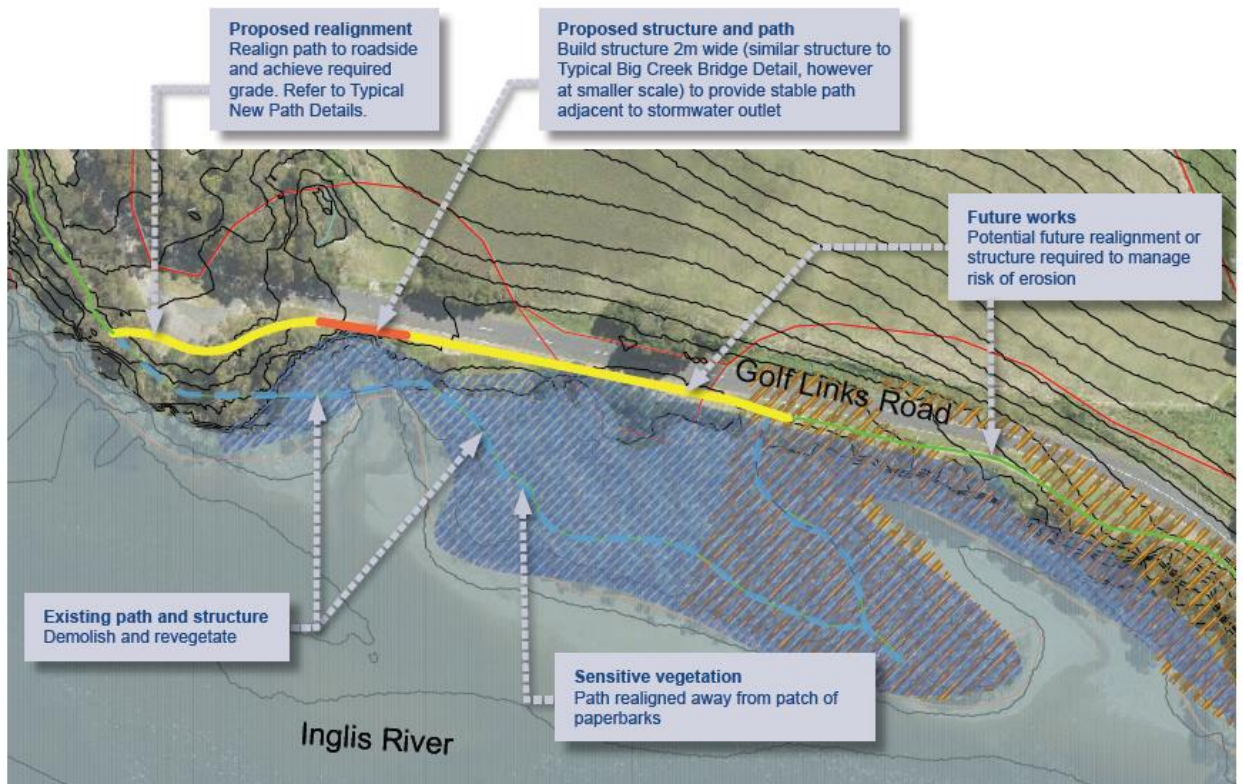 Proposed realignment
Realign path to roadside
and achieve required
grade. Refer to Typical
New Path Details.
Proposed structure and path
Build structure 2m wide (similar structure to
Typical Big Creek Bridge Detail, however
at smaller scale) to provide stable path
adjacent to stormwater outlet
Future works
Potential future realignment or
structure required to manage
risk of erosion
Golf Links Road
Existing path and structure
Demolish and revegetate
Sensitive vegetation
Path realigned away from patch of
paperbarks
Inglis River